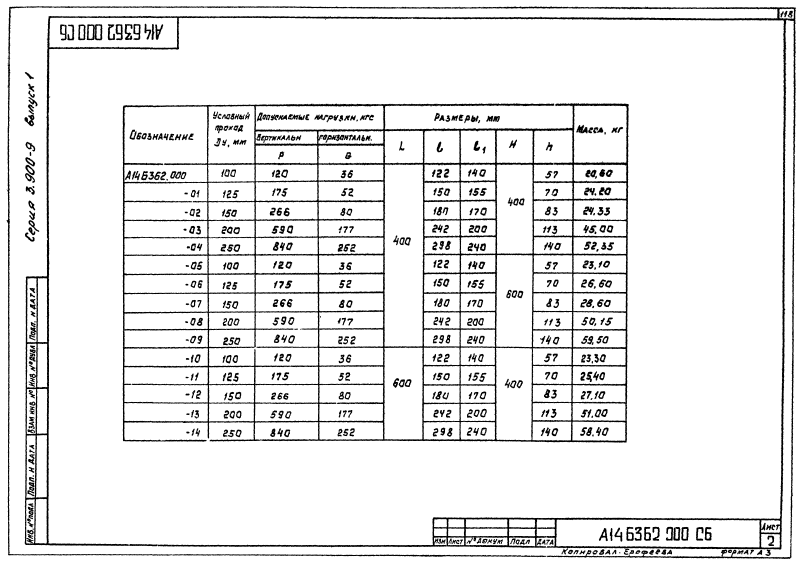 118
А14Б362 000 СБ
Серия 3.900-9 выпуск 1
Обозначение Условный проход Ду, мм Допускаемые нагрузки, кгс Размеры, мм Масса, кг
вертикальн горизонтальн. L l l₁ H h
P Q
А14Б362.000 100 120 36 400 122 140 400 57 20,60
-01 125 175 52 150 155 70 24,20
-02 150 266 80 180 170 83 24,35
-03 200 590 177 242 200 113 45,00
-04 250 840 252 298 240 140 52,35
-05 100 120 36 122 140 600 57 23,10
-06 125 175 52 150 155 70 26,60
-07 150 266 80 180 170 83 28,60
-08 200 590 177 242 200 113 50,15
-09 250 840 252 298 240 140 59,50
-10 100 120 36 600 122 140 400 57 23,30
-11 125 175 52 150 155 70 25,40
-12 150 266 80 180 170 83 27,10
-13 200 590 177 242 200 113 51,00
-14 250 840 252 298 240 140 58,40
Инв. № подл. Подп. и дата Взам инв. № Инв. № дубл Подп. и дата
Изм Лист № докум Подп Дата
А14Б362 000 СБ
Лист
2
Копировал. Ерофеева формат А3